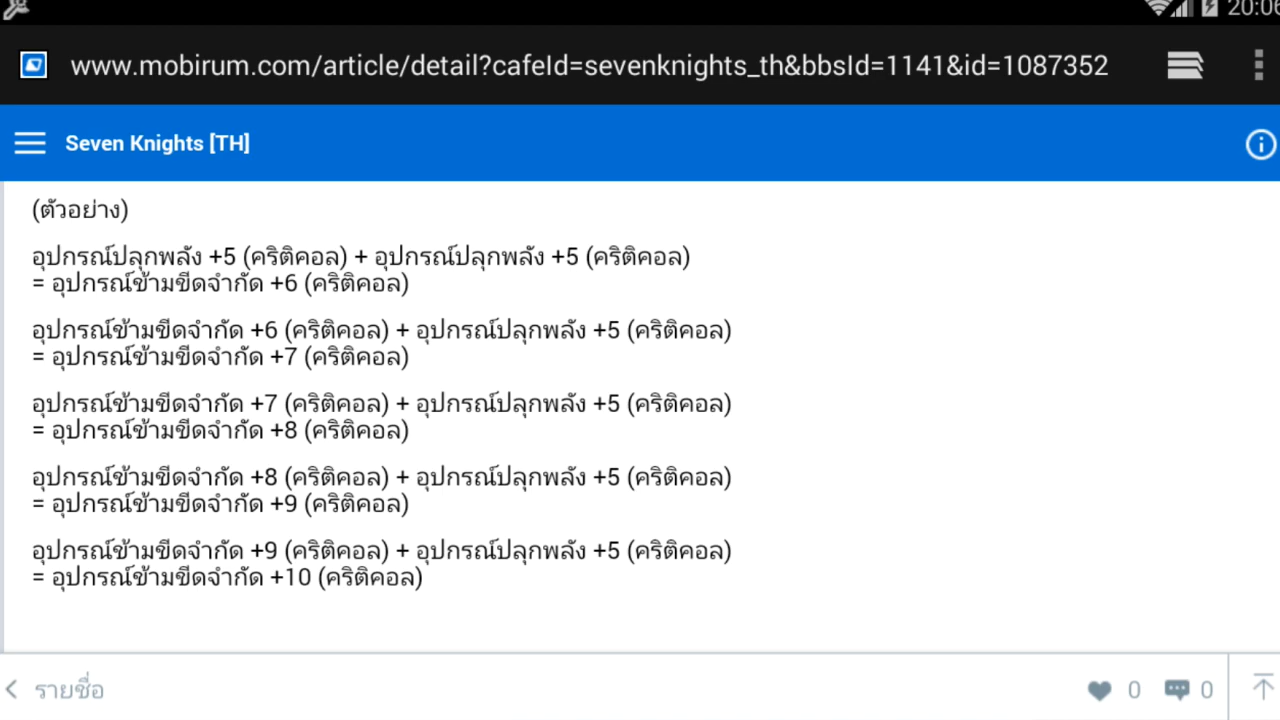 20:06
www.mobirum.com/article/detail?cafeId=sevenknights_th&bbsId=1141&id=1087352
Seven Knights [TH]
(ตัวอย่าง)
อุปกรณ์ปลุกพลัง +5 (คริติคอล) + อุปกรณ์ปลุกพลัง +5 (คริติคอล)
= อุปกรณ์ข้ามขีดจำกัด +6 (คริติคอล)
อุปกรณ์ข้ามขีดจำกัด +6 (คริติคอล) + อุปกรณ์ปลุกพลัง +5 (คริติคอล)
= อุปกรณ์ข้ามขีดจำกัด +7 (คริติคอล)
อุปกรณ์ข้ามขีดจำกัด +7 (คริติคอล) + อุปกรณ์ปลุกพลัง +5 (คริติคอล)
= อุปกรณ์ข้ามขีดจำกัด +8 (คริติคอล)
อุปกรณ์ข้ามขีดจำกัด +8 (คริติคอล) + อุปกรณ์ปลุกพลัง +5 (คริติคอล)
= อุปกรณ์ข้ามขีดจำกัด +9 (คริติคอล)
อุปกรณ์ข้ามขีดจำกัด +9 (คริติคอล) + อุปกรณ์ปลุกพลัง +5 (คริติคอล)
= อุปกรณ์ข้ามขีดจำกัด +10 (คริติคอล)
รายชื่อ 0 0